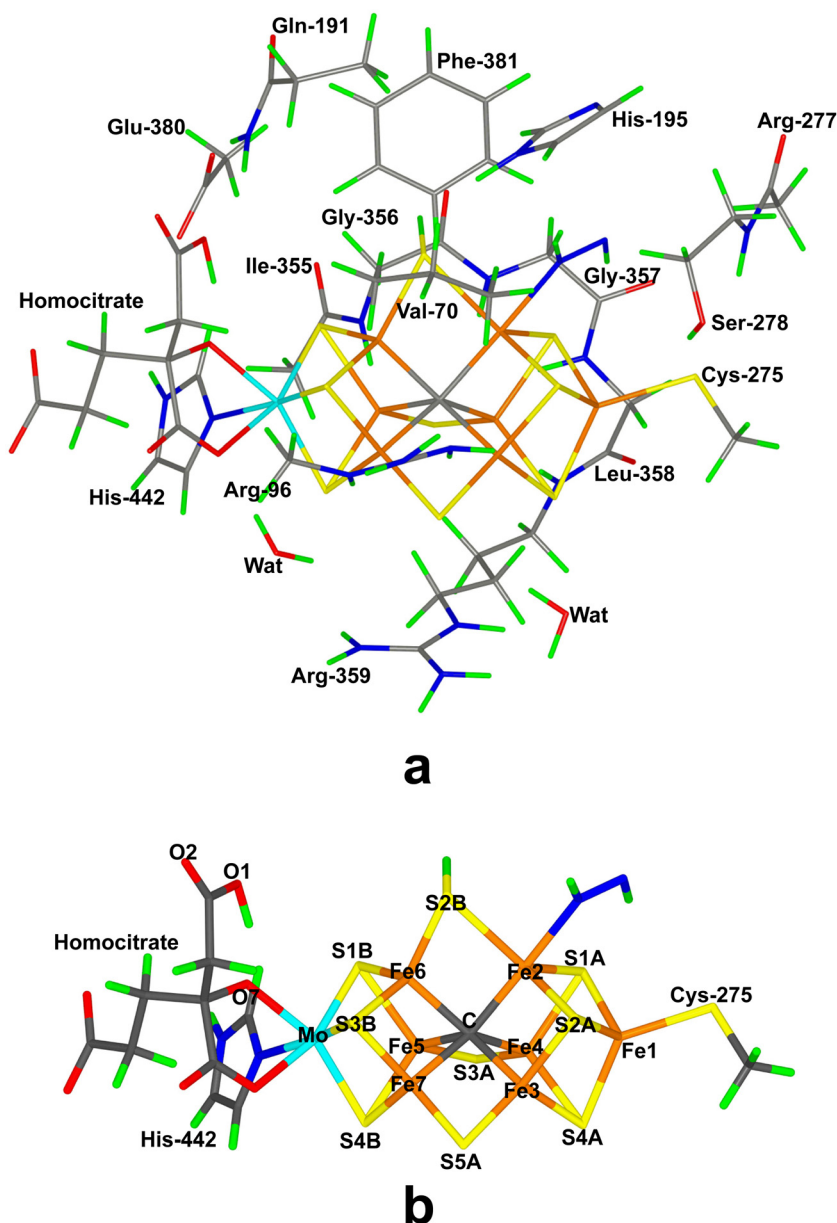 Gln-191
Phe-381
Glu-380
His-195
Arg-277
Gly-356
Ile-355
Gly-357
Homocitrate
Val-70
Ser-278
Cys-275
His-442
Arg-96
Leu-358
Wat
Wat
Arg-359
a
O2
O1
S2B
Homocitrate
S1B
Fe6
Fe2
S1A
Cys-275
O7
Mo
S3B
C
S2A
Fe5
Fe4
Fe1
S3A
Fe7
Fe3
His-442
S4B
S5A
S4A
b